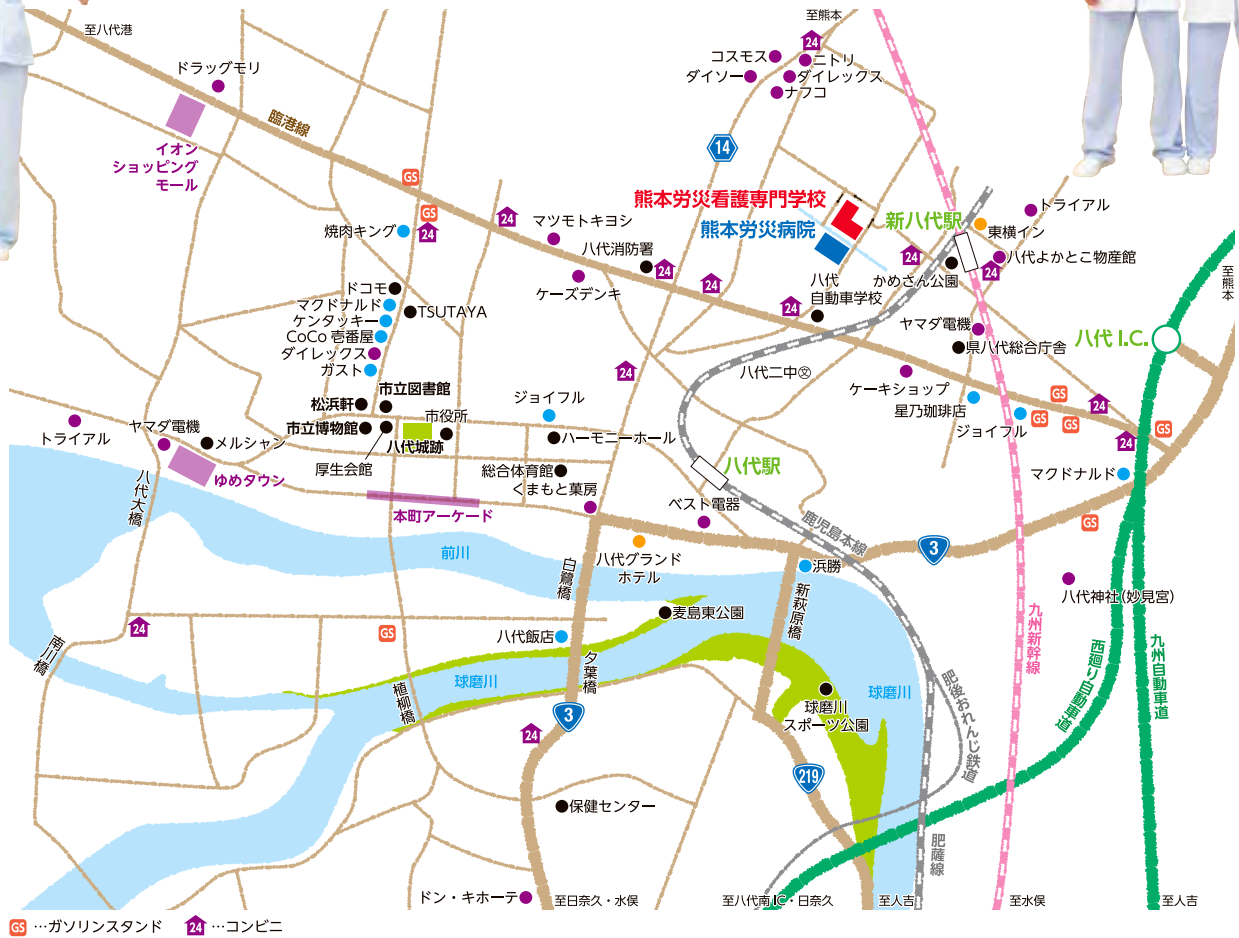 至八代港
至熊本
ドラッグモリ
コスモス
24
ニトリ
ダイソー
ダイレックス
ナフコ
臨港線
イオン
ショッピング
モール
14
GS
熊本労災看護専門学校
熊本労災病院
新八代駅
トライアル
東横イン
GS
24
焼肉キング
24
マツモトキヨシ
八代消防署
24
24
24
24
かめさん公園
24
八代よかとこ物産館
至熊本
ケーズデンキ
八代
自動車学校
ドコモ
マクドナルド
TSUTAYA
ケンタッキー
CoCo 壱番屋
ダイレックス
ガスト
ヤマダ電機
県八代総合庁舎
八代 I.C.
24
八代二中
文
ケーキショップ
星乃珈琲店
ジョイフル
GS
GS
GS
24
24
GS
松浜軒
市立図書館
市立博物館
市役所
八代城跡
厚生会館
ジョイフル
ハーモニーホール
総合体育館
くまもと菓房
トライアル
ヤマダ電機
メルシャン
ゆめタウン
八代駅
マクドナルド
GS
八代大橋
本町アーケード
ベスト電器
鹿児島本線
3
前川
白鷺橋
八代グランド
ホテル
浜勝
新萩原橋
八代神社(妙見宮)
麦島東公園
24
GS
八代飯店
南川橋
植柳橋
球磨川
夕葉橋
九州新幹線
西廻り自動車道
九州自動車道
球磨川
スポーツ公園
球磨川
肥後おれんじ鉄道
24
3
219
保健センター
肥薩線
ドン・キホーテ
至日奈久・水俣
至八代南IC・日奈久
至人吉
至水俣
至人吉
GS …ガソリンスタンド 24 …コンビニ